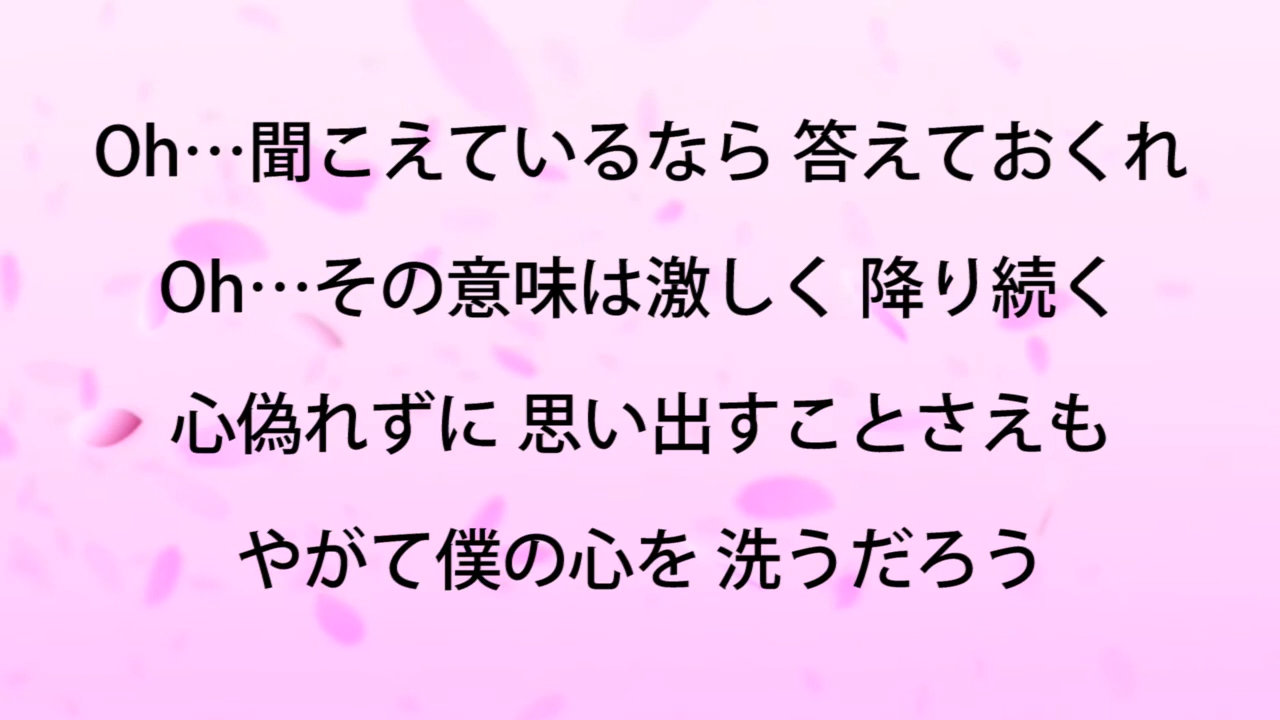 Oh…聞こえているなら 答えておくれ
Oh…その意味は激しく 降り続く
心偽れずに 思い出すことさえも
やがて僕の心を 洗うだろう